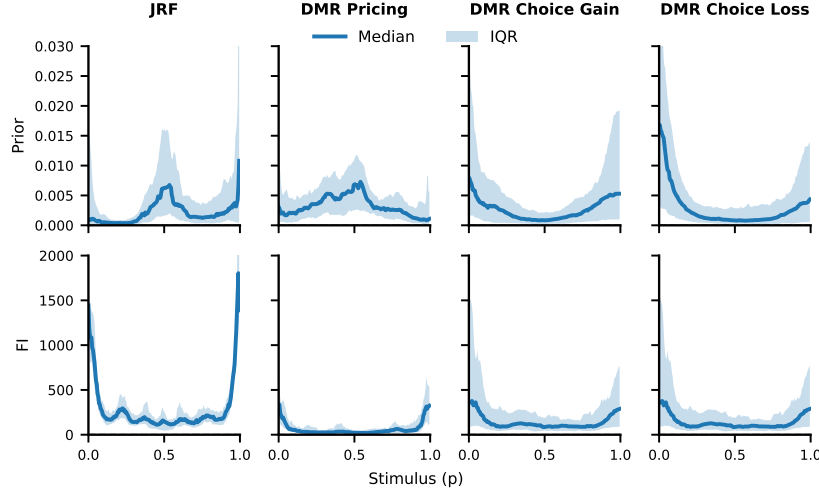 JRF DMR Pricing DMR Choice Gain DMR Choice Loss
Median IQR
Prior
0.030
0.025
0.020
0.015
0.010
0.005
0.000
FI
2000
1500
1000
500
0
0.0 0.5 1.0 0.0 0.5 1.0 0.0 0.5 1.0 0.0 0.5 1.0
Stimulus (p)